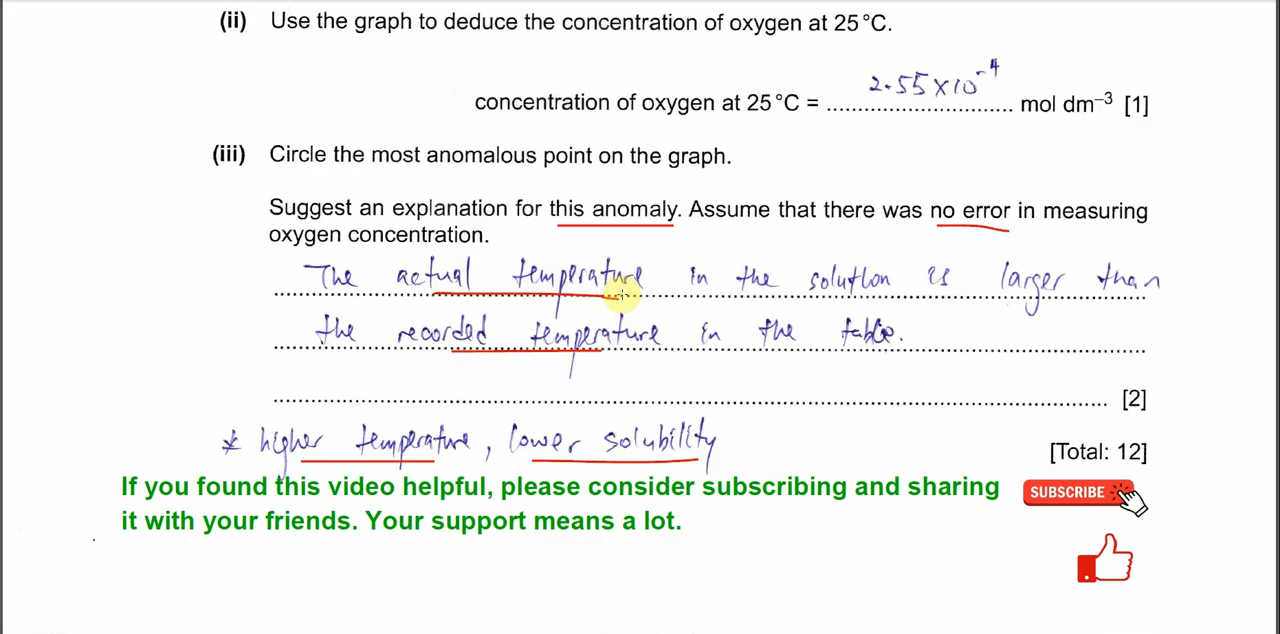 (ii) Use the graph to deduce the concentration of oxygen at 25 °C.
2.55×10⁻⁴
concentration of oxygen at 25 °C = .............................. mol dm⁻³ [1]
(iii) Circle the most anomalous point on the graph.
Suggest an explanation for this anomaly. Assume that there was no error in measuring
oxygen concentration.
The actual temperature in the solution is larger than
the recorded temperature in the table.
[2]
* higher temperature, lower solubility
[Total: 12]
If you found this video helpful, please consider subscribing and sharing
it with your friends. Your support means a lot.
SUBSCRIBE